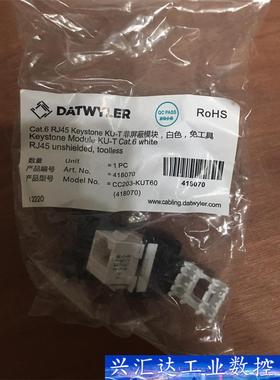 DATWYLER
QC PASS
RoHS
Cat.6 RJ45 Keystone KU-T 非屏蔽模块，白色，免工具
Keystone Module KU-T Cat.6 white
RJ45 unshielded, toolless
数量 Unit = 1 PC
产品编号 Art. No. = 418070
产品型号 Model No. = CC203-KUT60 418070
(418070)
12220
www.cabling.datwyler.com
兴汇达工业数控